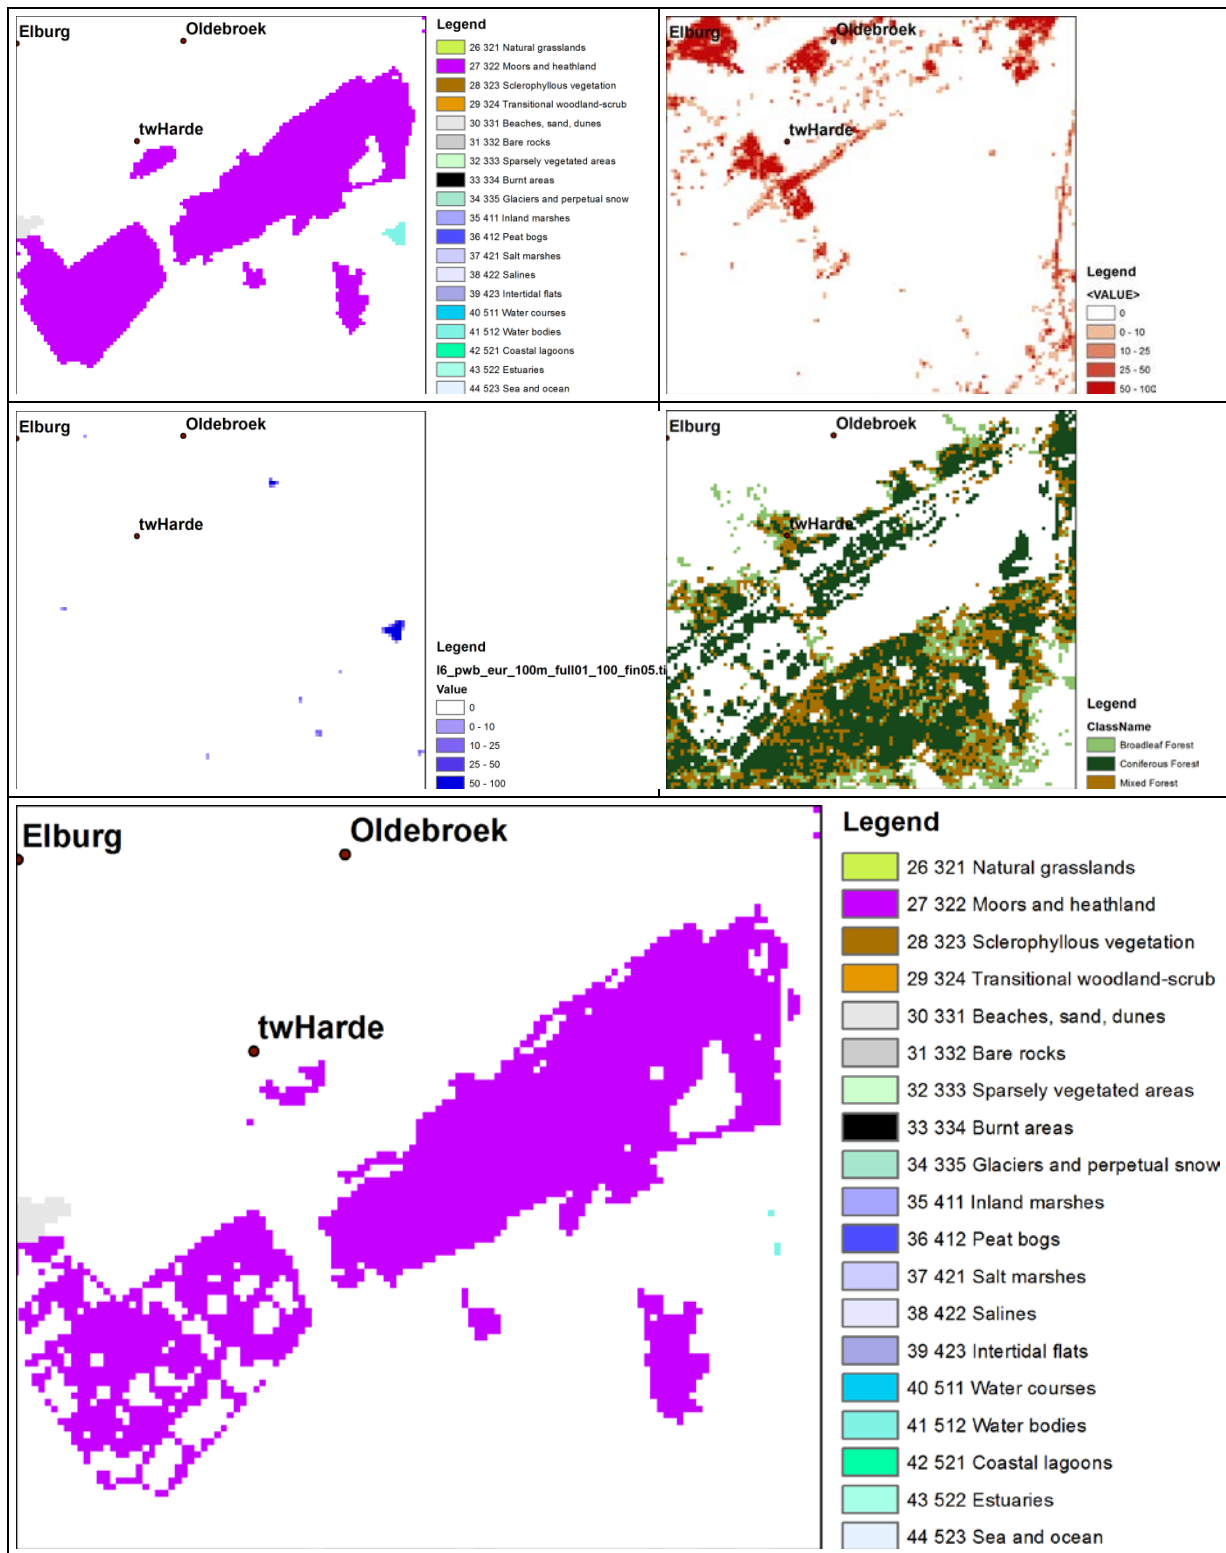 Elburg
Oldebroek
twHarde
Legend
26 321 Natural grasslands
27 322 Moors and heathland
28 323 Sclerophyllous vegetation
29 324 Transitional woodland-scrub
30 331 Beaches, sand, dunes
31 332 Bare rocks
32 333 Sparsely vegetated areas
33 334 Burnt areas
34 335 Glaciers and perpetual snow
35 411 Inland marshes
36 412 Peat bogs
37 421 Salt marshes
38 422 Salines
39 423 Intertidal flats
40 511 Water courses
41 512 Water bodies
42 521 Coastal lagoons
43 522 Estuaries
44 523 Sea and ocean
Elburg
Oldebroek
twHarde
Legend
<VALUE>
0
0 - 10
10 - 25
25 - 50
50 - 100
Elburg
Oldebroek
twHarde
Legend
l6_pwb_eur_100m_full01_100_fin05.ti
Value
0
0 - 10
10 - 25
25 - 50
50 - 100
Elburg
Oldebroek
twHarde
Legend
ClassName
Broadleaf Forest
Coniferous Forest
Mixed Forest
Elburg
Oldebroek
twHarde
Legend
26 321 Natural grasslands
27 322 Moors and heathland
28 323 Sclerophyllous vegetation
29 324 Transitional woodland-scrub
30 331 Beaches, sand, dunes
31 332 Bare rocks
32 333 Sparsely vegetated areas
33 334 Burnt areas
34 335 Glaciers and perpetual snow
35 411 Inland marshes
36 412 Peat bogs
37 421 Salt marshes
38 422 Salines
39 423 Intertidal flats
40 511 Water courses
41 512 Water bodies
42 521 Coastal lagoons
43 522 Estuaries
44 523 Sea and ocean